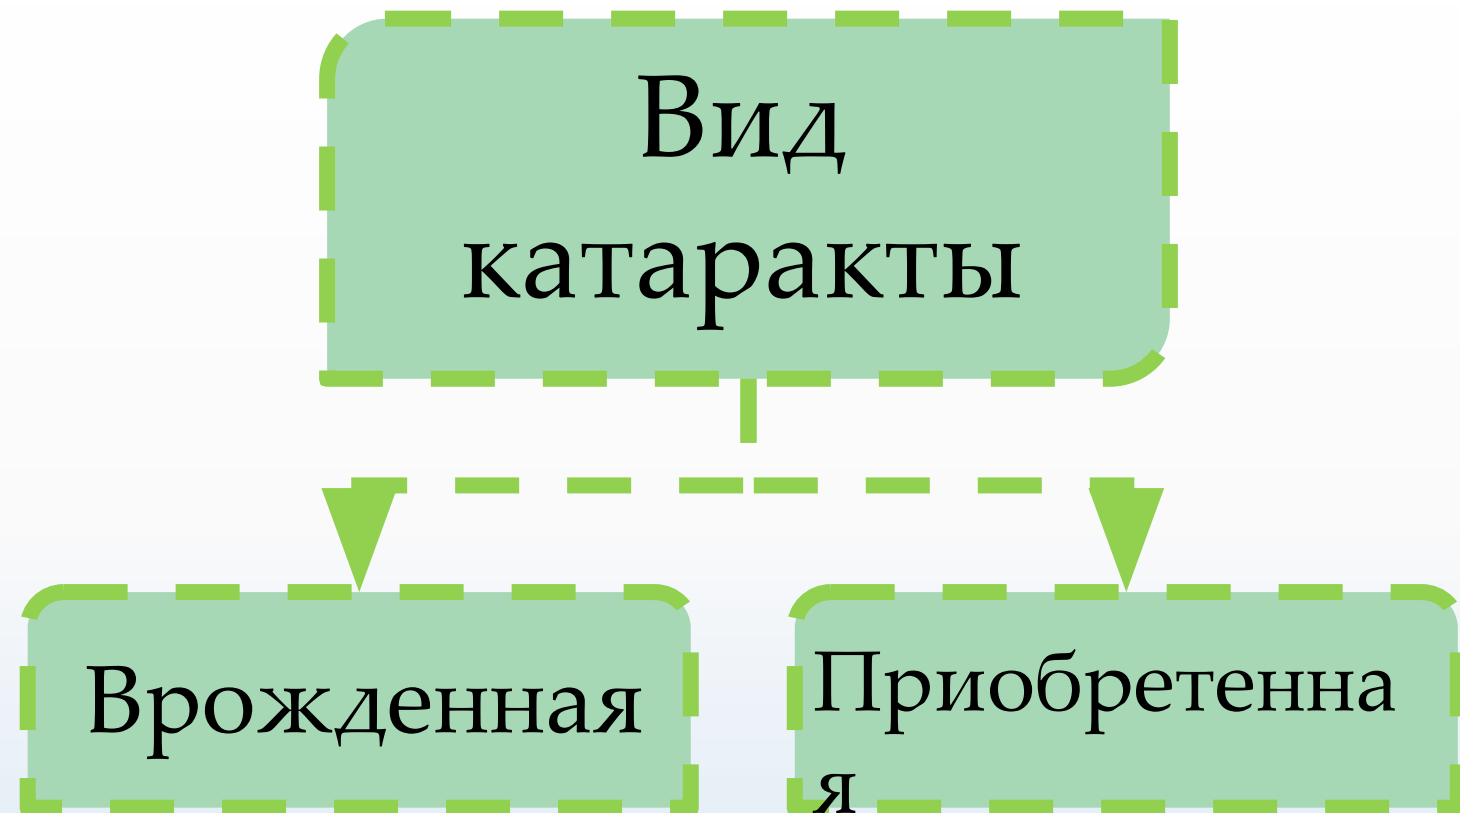 Вид
катаракты
Врожденная
Приобретенна
я